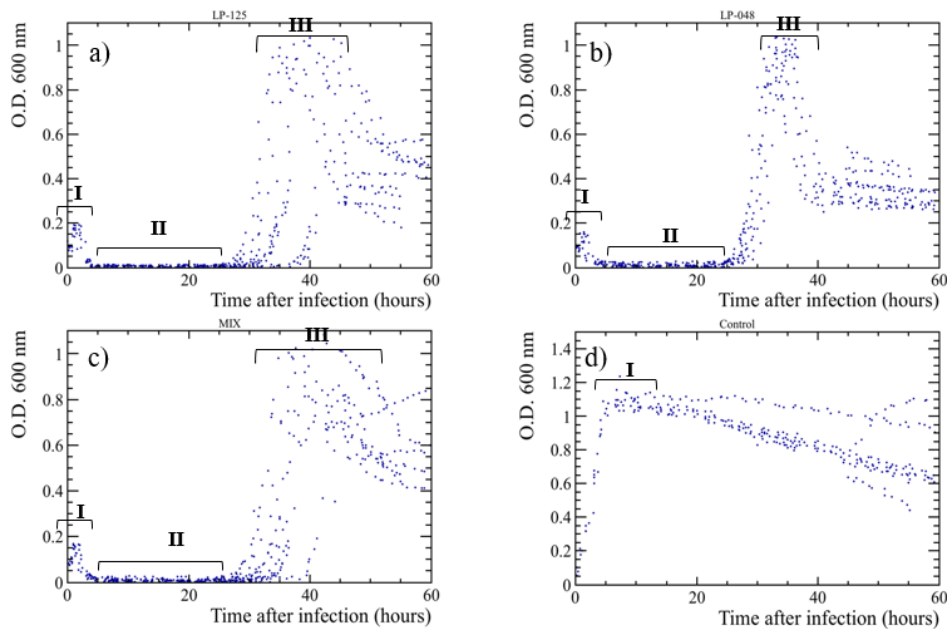 LP-125
a)
III
I
II
O.D. 600 nm
1
0.8
0.6
0.4
0.2
0
0
20
40
60
Time after infection (hours)
LP-048
b)
III
I
II
O.D. 600 nm
1
0.8
0.6
0.4
0.2
0
0
20
40
60
Time after infection (hours)
MIX
c)
III
I
II
O.D. 600 nm
1
0.8
0.6
0.4
0.2
0
0
20
40
60
Time after infection (hours)
Control
d)
I
O.D. 600 nm
1.4
1.2
1
0.8
0.6
0.4
0.2
0
0
20
40
60
Time after infection (hours)